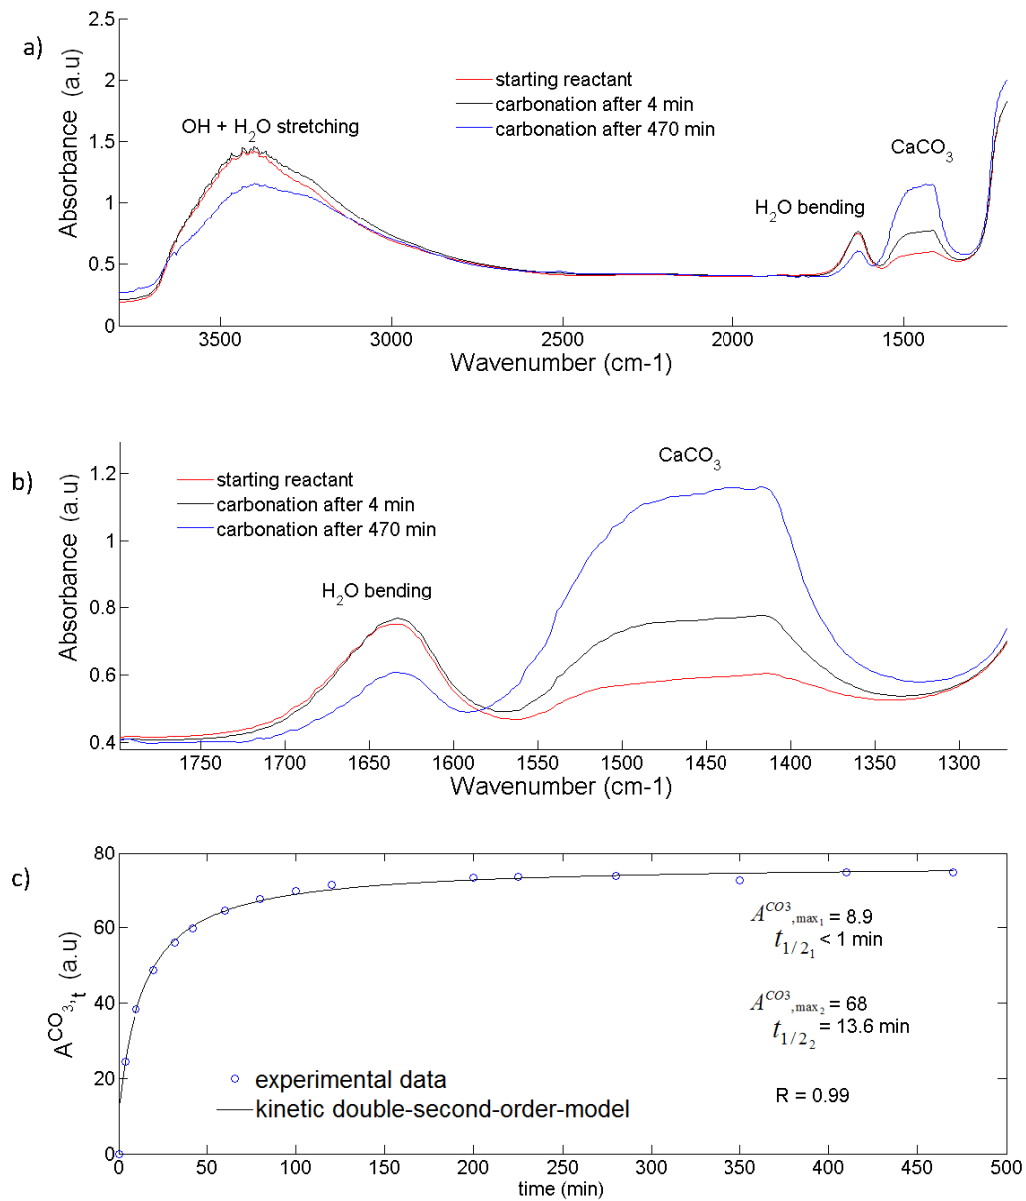 a)
2.5
2
1.5
1
0.5
0
Absorbance (a.u)
OH + H2O stretching
starting reactant
carbonation after 4 min
carbonation after 470 min
CaCO3
H2O bending
3500 3000 2500 2000 1500
Wavenumber (cm-1)
b)
1.2
1
0.8
0.6
0.4
Absorbance (a.u)
starting reactant
carbonation after 4 min
carbonation after 470 min
CaCO3
H2O bending
1750 1700 1650 1600 1550 1500 1450 1400 1350 1300
Wavenumber (cm-1)
c)
80
60
40
20
0
A^CO3,t (a.u)
A^CO3,max1 = 8.9
t1/21 < 1 min
A^CO3,max2 = 68
t1/22 = 13.6 min
R = 0.99
experimental data
kinetic double-second-order-model
0 50 100 150 200 250 300 350 400 450 500
time (min)